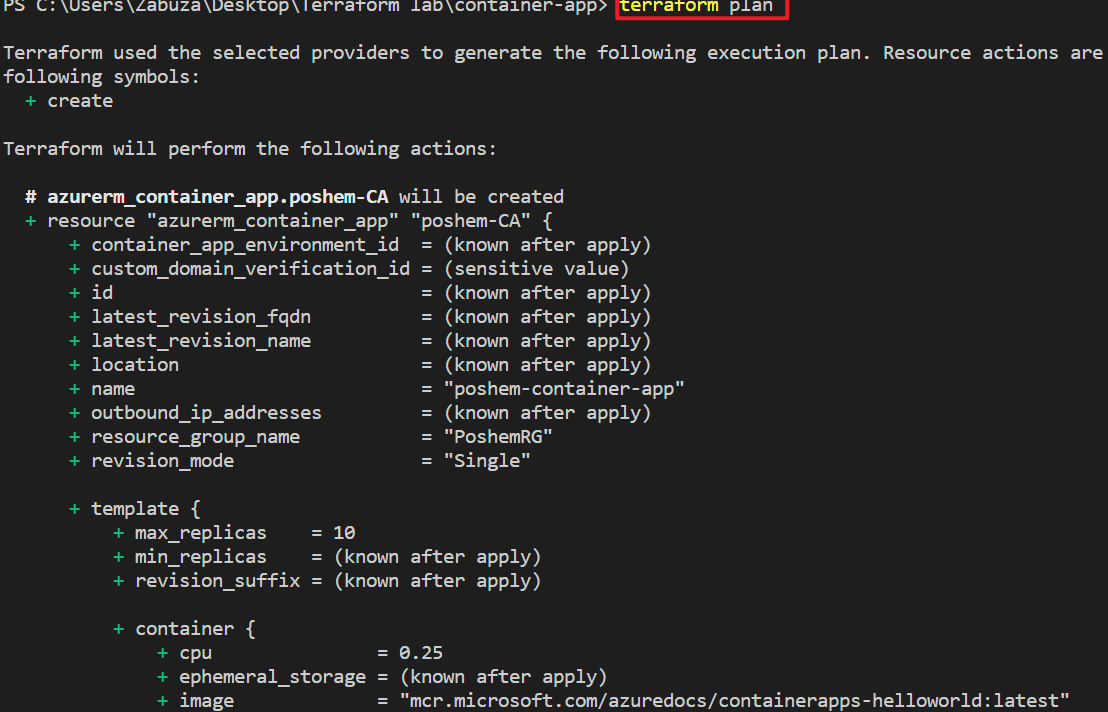 PS C:\Users\Zabuza\Desktop\Terraform lab\container-app> terraform plan
Terraform used the selected providers to generate the following execution plan. Resource actions are
following symbols:
+ create
Terraform will perform the following actions:
# azurerm_container_app.poshem-CA will be created
+ resource "azurerm_container_app" "poshem-CA" {
+ container_app_environment_id = (known after apply)
+ custom_domain_verification_id = (sensitive value)
+ id = (known after apply)
+ latest_revision_fqdn = (known after apply)
+ latest_revision_name = (known after apply)
+ location = (known after apply)
+ name = "poshem-container-app"
+ outbound_ip_addresses = (known after apply)
+ resource_group_name = "PoshemRG"
+ revision_mode = "Single"
+ template {
+ max_replicas = 10
+ min_replicas = (known after apply)
+ revision_suffix = (known after apply)
+ container {
+ cpu = 0.25
+ ephemeral_storage = (known after apply)
+ image = "mcr.microsoft.com/azuredocs/containerapps-helloworld:latest"